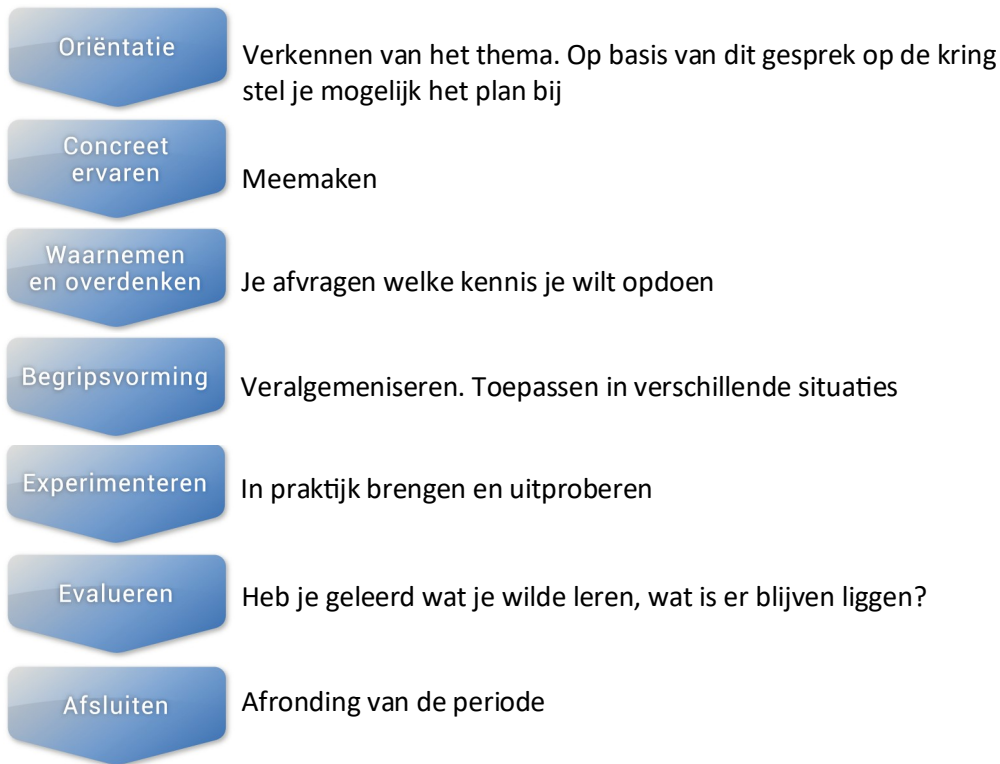 Oriëntatie
Verkennen van het thema. Op basis van dit gesprek op de kring
stel je mogelijk het plan bij
Concreet
ervaren
Meemaken
Waarnemen
en overdenken
Je afvragen welke kennis je wilt opdoen
Begripsvorming
Veralgemeniseren. Toepassen in verschillende situaties
Experimenteren
In praktijk brengen en uitproberen
Evalueren
Heb je geleerd wat je wilde leren, wat is er blijven liggen?
Afsluiten
Afronding van de periode